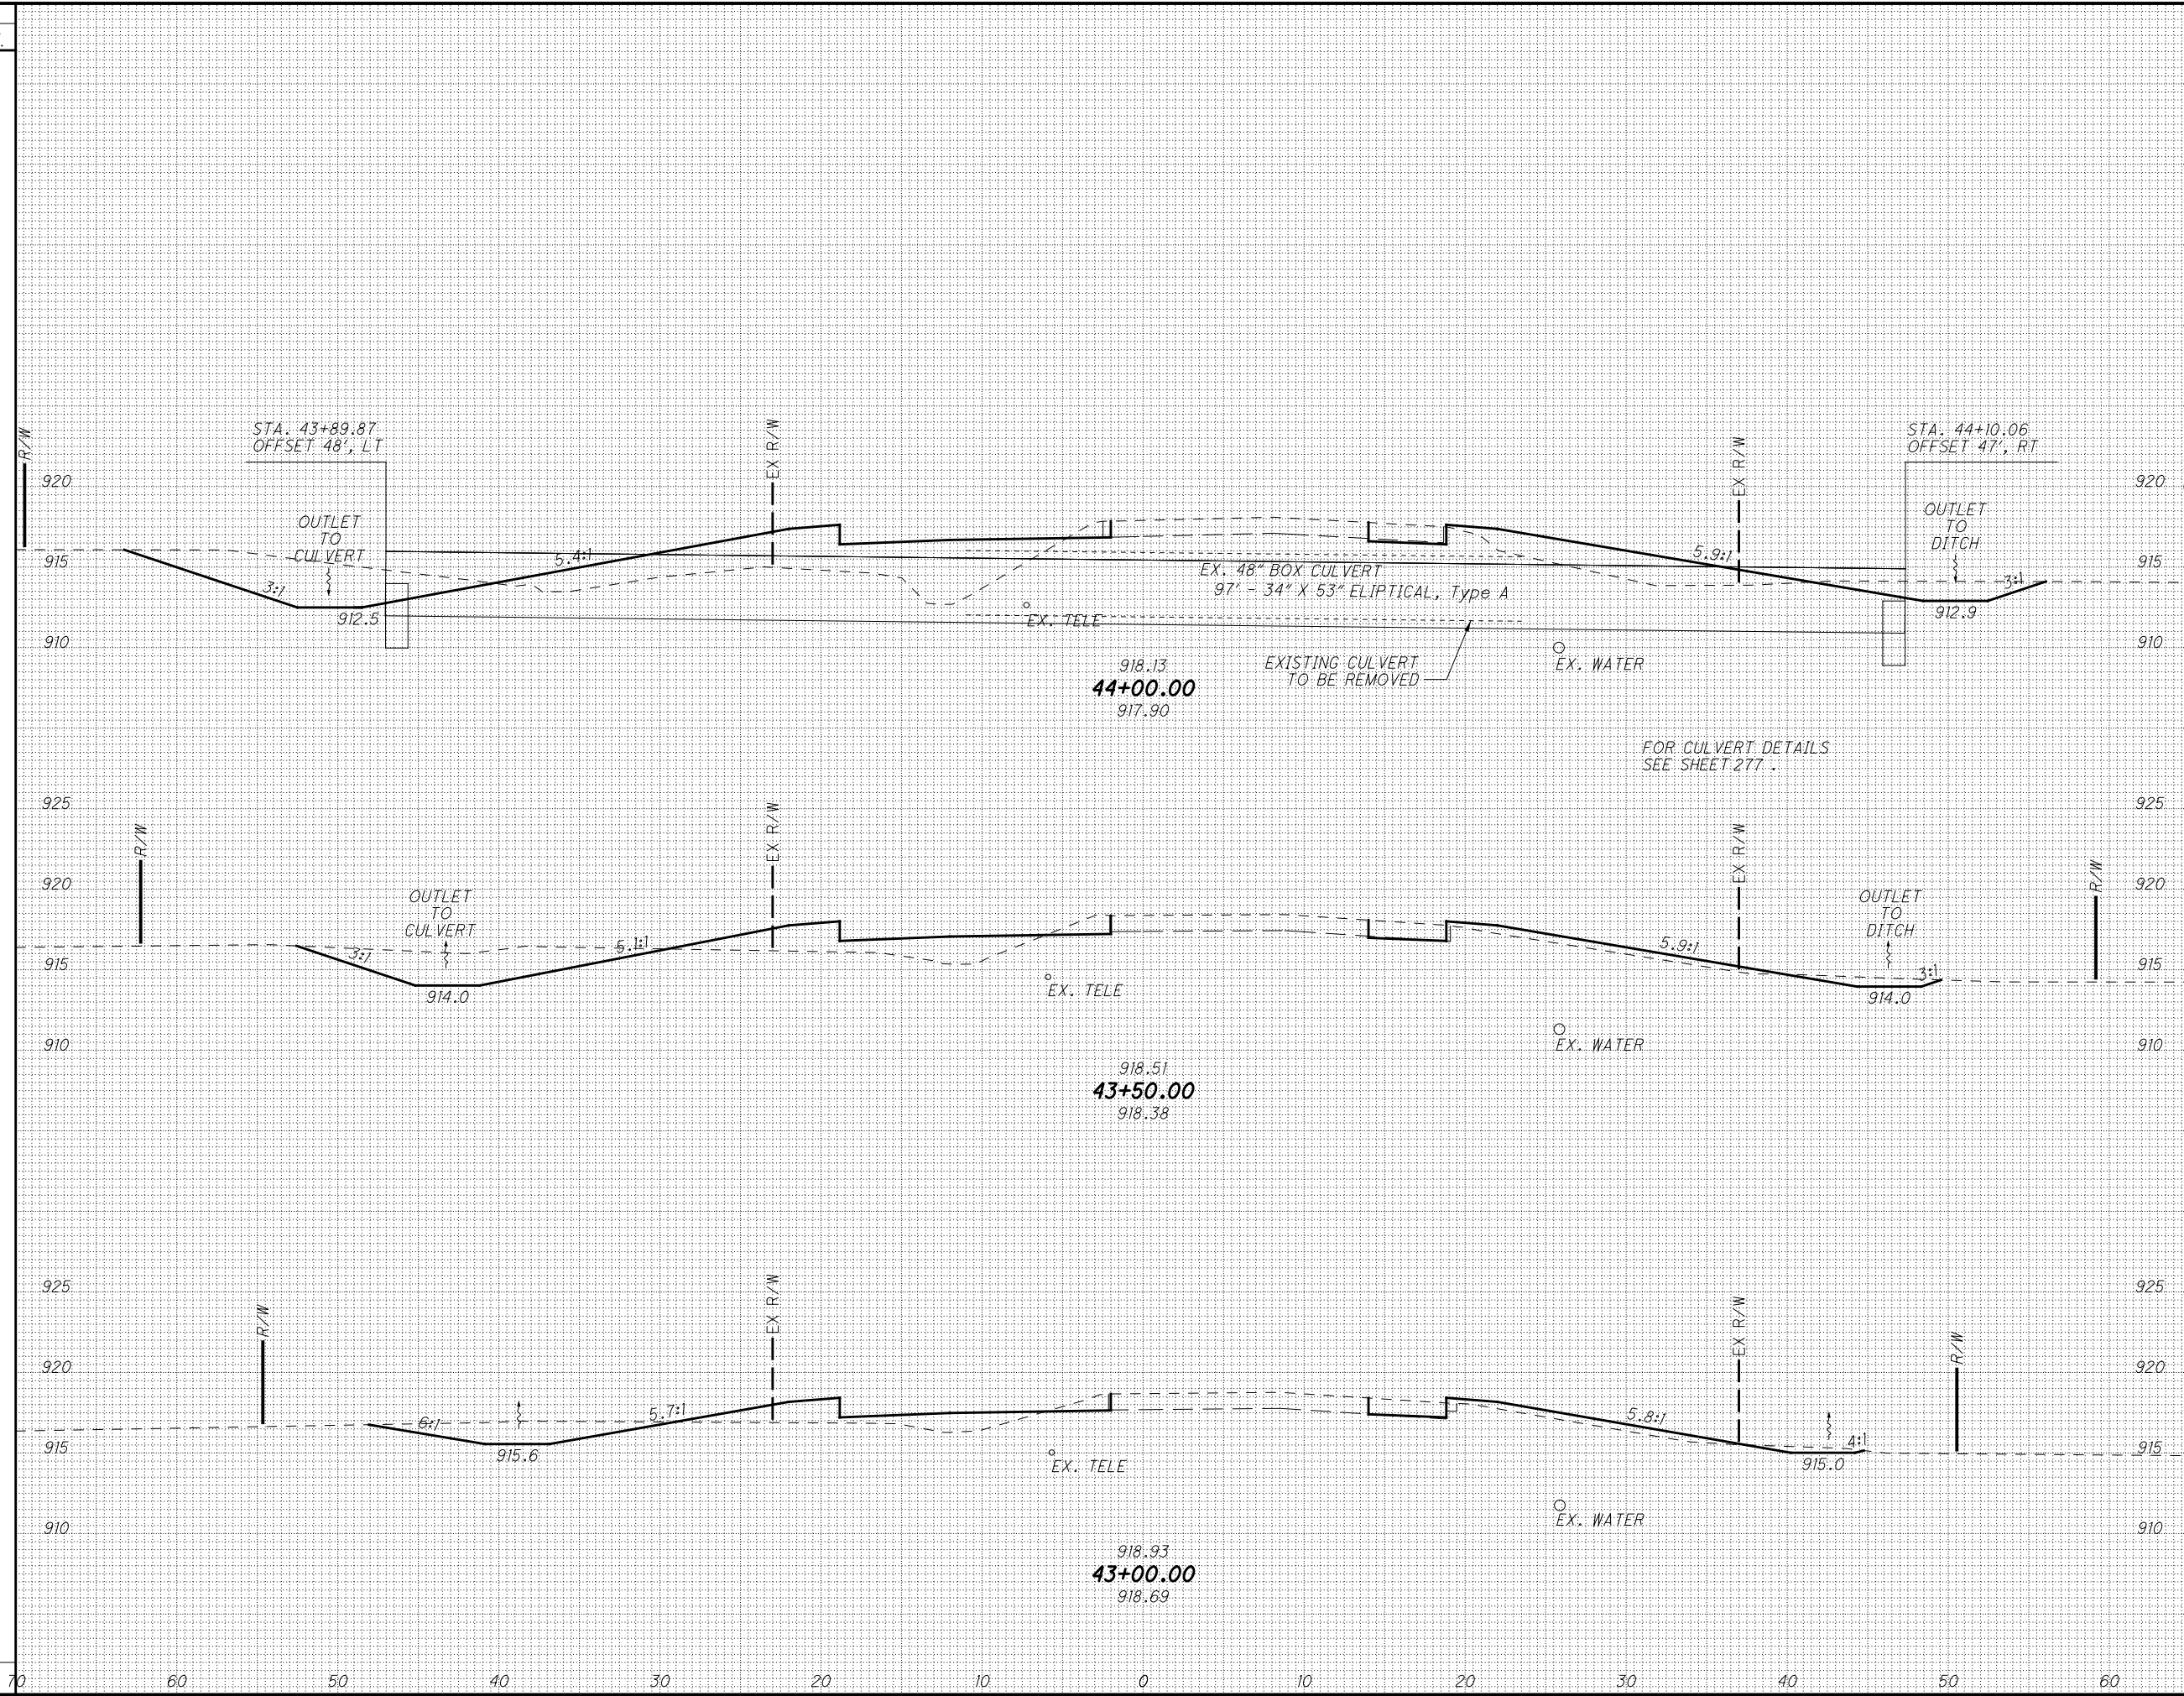 R/W
STA. 43+89.87
OFFSET 48', LT
EX R/W
EX R/W
STA. 44+10.06
OFFSET 47', RT
920
920
OUTLET
TO
CULVERT
OUTLET
TO
DITCH
915
5.4:1
5.9:1
915
3:1
3:1
EX. 48" BOX CULVERT
97' - 34" X 53" ELIPTICAL, Type A
912.5
EX. TELE
912.9
910
910
918.13
44+00.00
917.90
EXISTING CULVERT
TO BE REMOVED
EX. WATER
FOR CULVERT DETAILS
SEE SHEET 277 .
925
925
R/W
EX R/W
EX R/W
R/W
920
920
OUTLET
TO
CULVERT
OUTLET
TO
DITCH
915
3:1
5.1:1
5.9:1
3:1
915
914.0
EX. TELE
914.0
910
EX. WATER
910
918.51
43+50.00
918.38
925
925
R/W
EX R/W
EX R/W
R/W
920
920
6:1
5.7:1
5.8:1
4:1
915
915
915.6
EX. TELE
915.0
910
EX. WATER
910
918.93
43+00.00
918.69
70 60 50 40 30 20 10 0 10 20 30 40 50 60